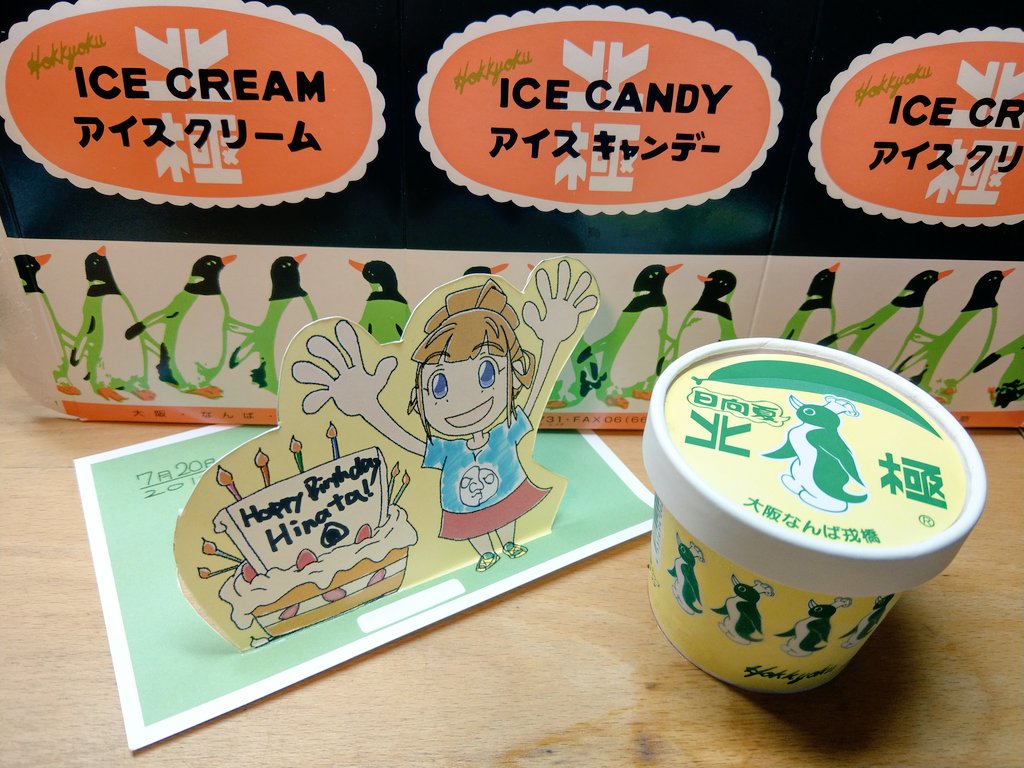 Hokkyoku
北極
ICE CREAM
アイスクリーム
Hokkyoku
北極
ICE CANDY
アイスキャンデー
Hokkyoku
北極
ICE CR
アイスクリ
大阪・なんば・
31・FAX06(66
7月20日
201
Happy Birthday
Hinata!
日向夏
北極
®
大阪なんば戎橋
Hokkyoku